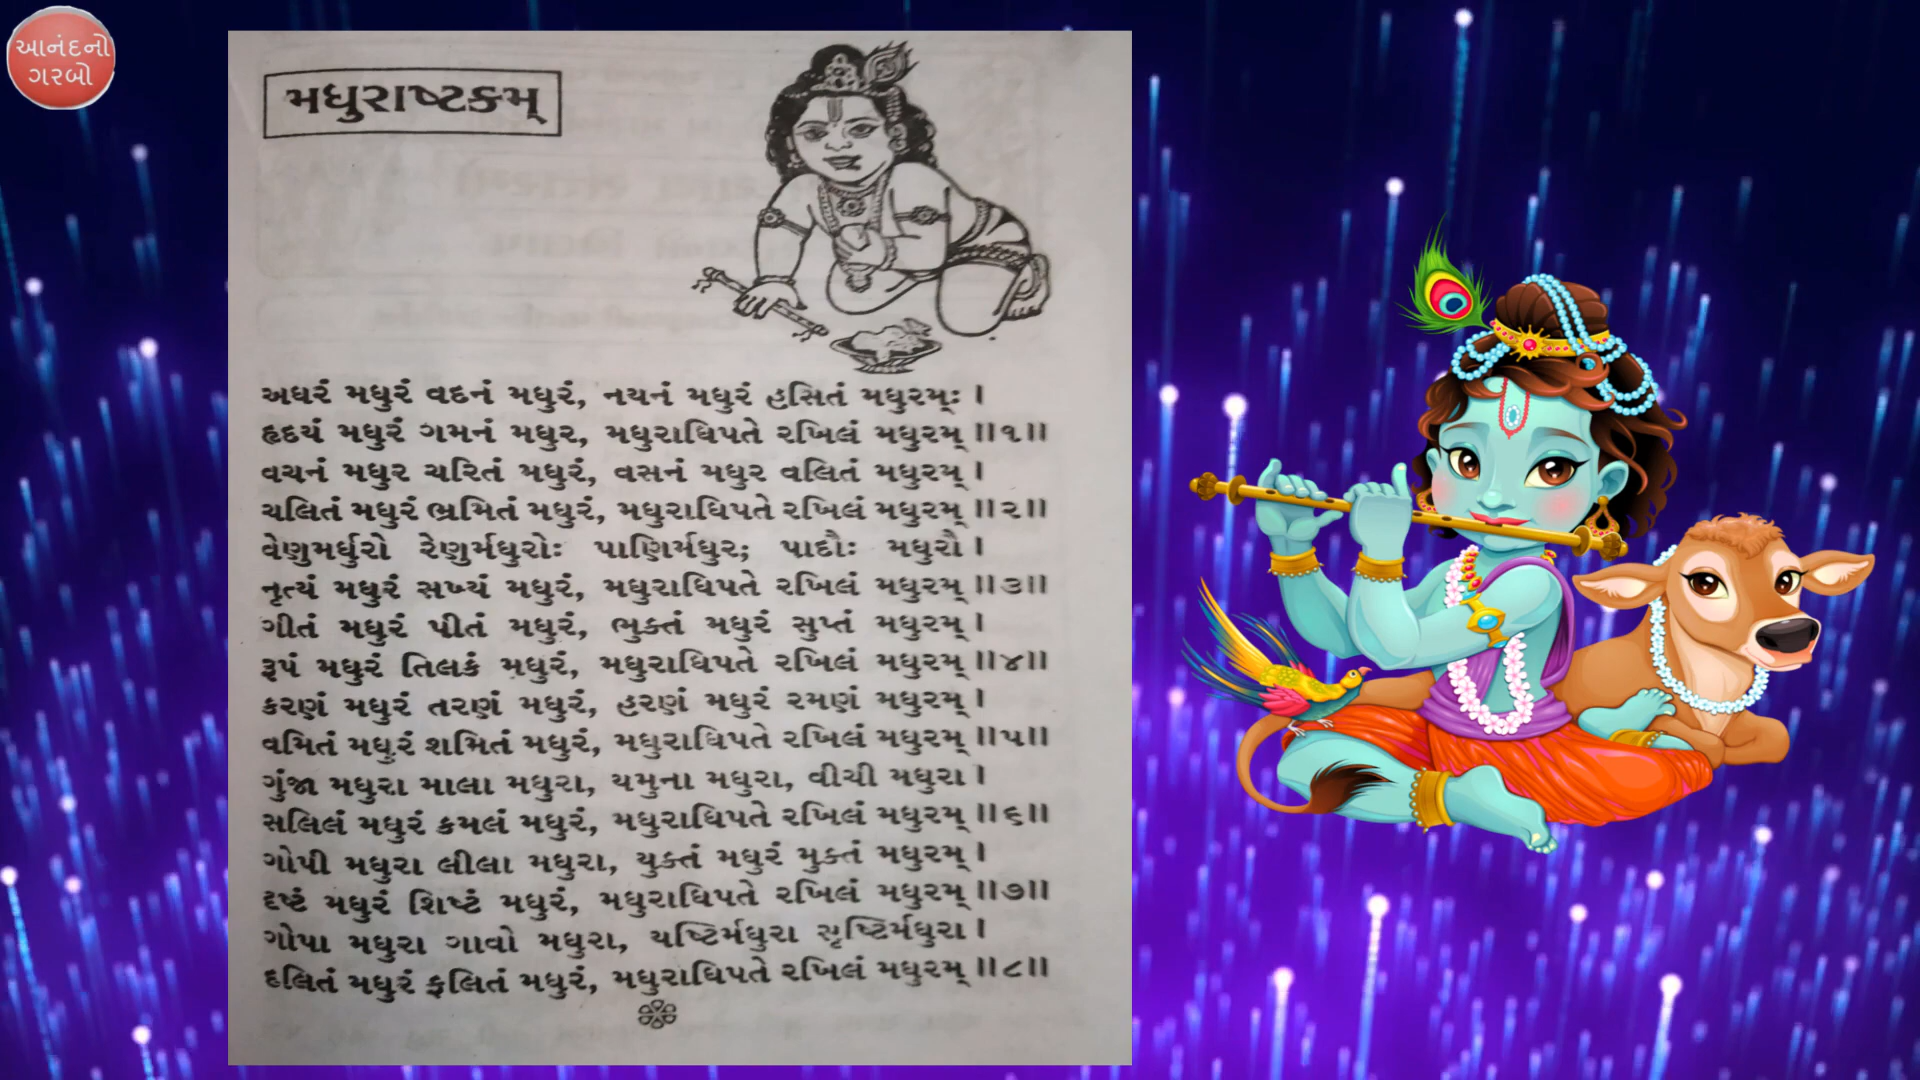 આનંદનો
ગરબો
મધુરાષ્ટકમ્
અધરં મધુરં વદનં મધુરં, નયનં મધુરં હસિતં મધુરમ્ઃ ।
હૃદયં મધુરં ગમનં મધુર, મધુરાધિપતે રખિલં મધુરમ્ ॥૧॥
વચનં મધુર ચરિતં મધુરં, વસનં મધુર વલિતં મધુરમ્ ।
ચલિતં મધુરં ભ્રમિતં મધુરં, મધુરાધિપતે રખિલં મધુરમ્ ॥૨॥
વેણુમર્ધુરો રેણુર્મધુરોઃ પાણિર્મધુર; પાદૌઃ મધુરૌ ।
નૃત્યં મધુરં સખ્યં મધુરં, મધુરાધિપતે રખિલં મધુરમ્ ॥૩॥
ગીતં મધુરં પીતં મધુરં, ભુક્તં મધુરં સુપ્તં મધુરમ્ ।
રૂપં મધુરં તિલકં મધુરં, મધુરાધિપતે રખિલં મધુરમ્ ॥૪॥
કરણં મધુરં તરણં મધુરં, હરણં મધુરં રમણં મધુરમ્ ।
વમિતં મધુરં શમિતં મધુરં, મધુરાધિપતે રખિલં મધુરમ્ ॥૫॥
ગુંજા મધુરા માલા મધુરા, યમુના મધુરા, વીચી મધુરા ।
સલિલં મધુરં કમલં મધુરં, મધુરાધિપતે રખિલં મધુરમ્ ॥૬॥
ગોપી મધુરા લીલા મધુરા, યુક્તં મધુરં મુક્તં મધુરમ્ ।
દ્દષ્ટં મધુરં શિષ્ટં મધુરં, મધુરાધિપતે રખિલં મધુરમ્ ॥૭॥
ગોપા મધુરા ગાવો મધુરા, યષ્ટિર્મધુરા સૃષ્ટિર્મધુરા ।
દલિતં મધુરં ફલિતં મધુરં, મધુરાધિપતે રખિલં મધુરમ્ ॥૮॥